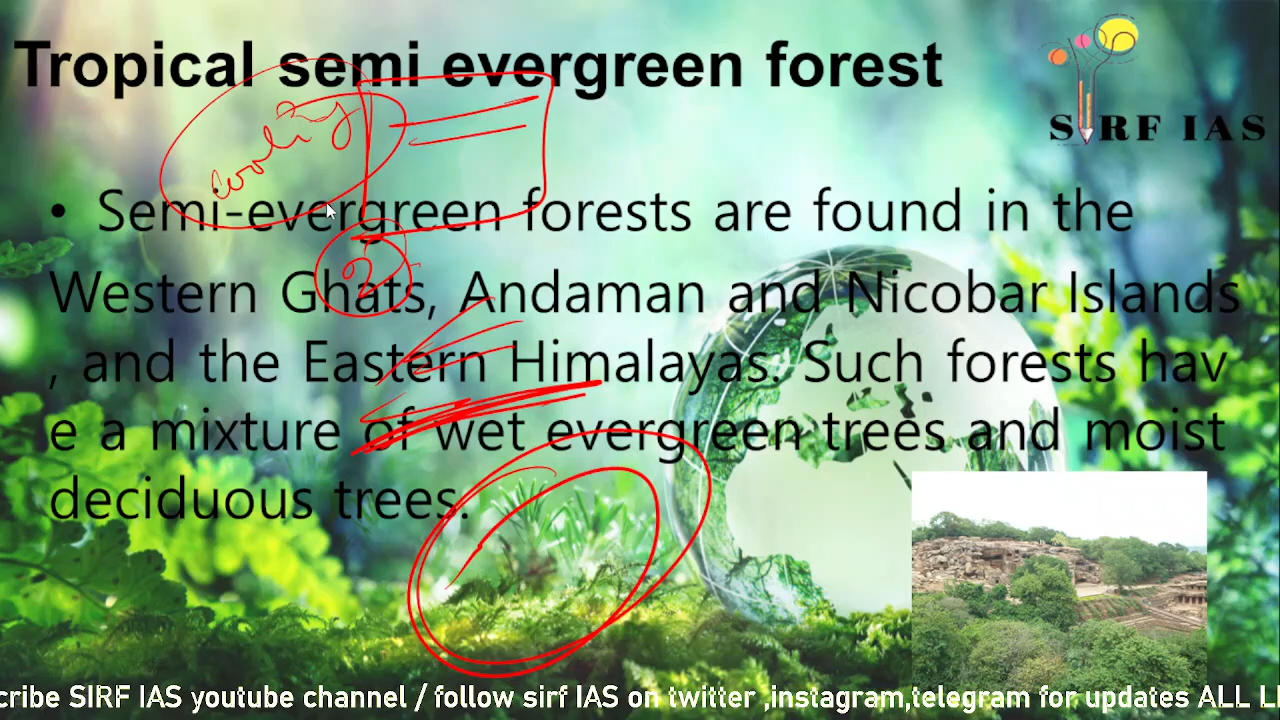 Tropical semi evergreen forest
SIRF IAS
cooling
• Semi-evergreen forests are found in the
2
Western Ghats, Andaman and Nicobar Islands
, and the Eastern Himalayas. Such forests hav
e a mixture of wet evergreen trees and moist
deciduous trees.
cribe SIRF IAS youtube channel / follow sirf IAS on twitter ,instagram,telegram for updates ALL L